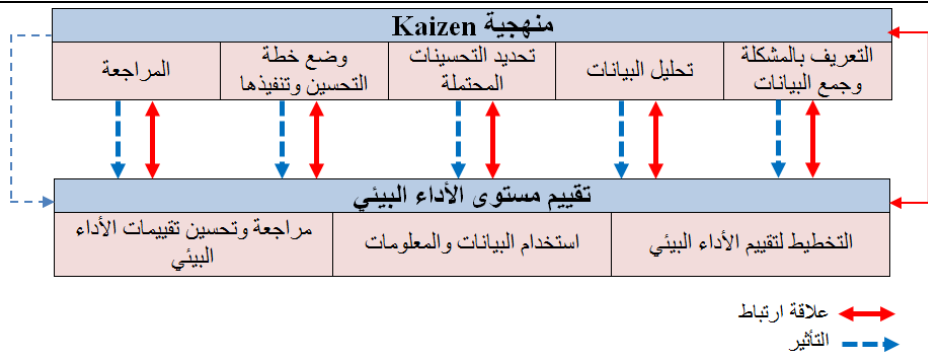 منهجية Kaizen
التعريف بالمشكلة
وجمع البيانات
تحليل البيانات
تحديد التحسينات
المحتملة
وضع خطة
التحسين وتنفيذها
المراجعة
تقييم مستوى الأداء البيئي
التخطيط لتقييم الأداء البيئي
استخدام البيانات والمعلومات
مراجعة وتحسين تقييمات الأداء
البيئي
علاقة ارتباط
التأثير